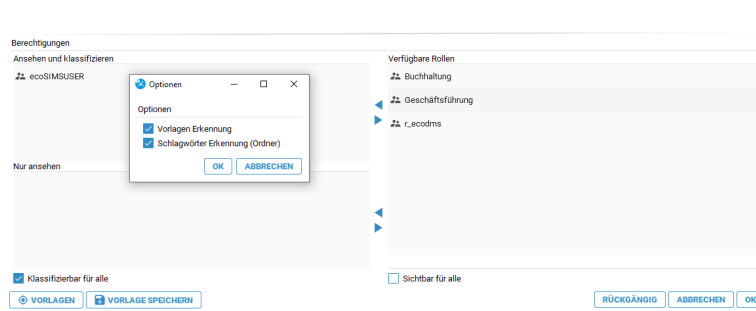 Berechtigungen
Ansehen und klassifizieren
Verfügbare Rollen
ecoSIMSUSER
Buchhaltung
Geschäftsführung
r_ecodms
Optionen
Optionen
Vorlagen Erkennung
Schlagwörter Erkennung (Ordner)
OK ABBRECHEN
Nur ansehen
Klassifizierbar für alle
Sichtbar für alle
VORLAGEN VORLAGE SPEICHERN
RÜCKGÄNGIG ABBRECHEN OK